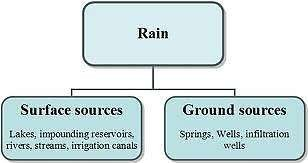 Rain
Surface sources
Lakes, impounding reservoirs,
rivers, streams, irrigation canals
Ground sources
Springs, Wells, infiltration
wells